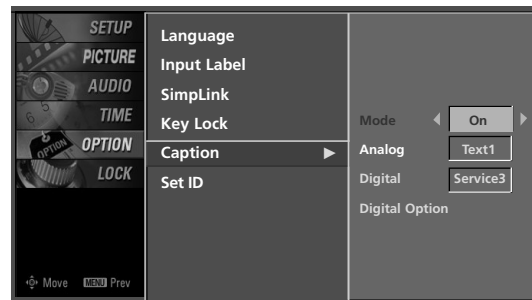 SETUP
PICTURE
AUDIO
TIME
OPTION
LOCK
Move MENU Prev
Language
Input Label
SimpLink
Key Lock
Caption
Set ID
Mode On
Analog Text1
Digital Service3
Digital Option